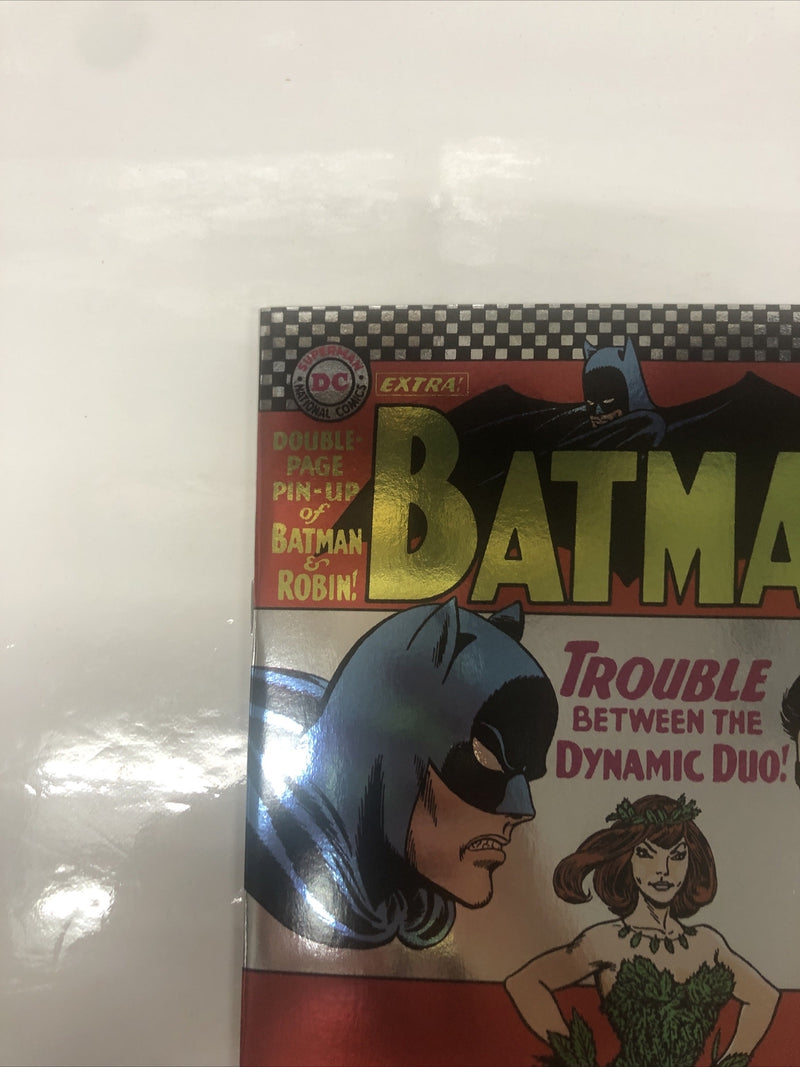 SUPERMAN
DC
NATIONAL COMICS
EXTRA!
DOUBLE-
PAGE
PIN-UP
of
BATMAN
&
ROBIN!
BATMA
TROUBLE
BETWEEN THE
DYNAMIC DUO!